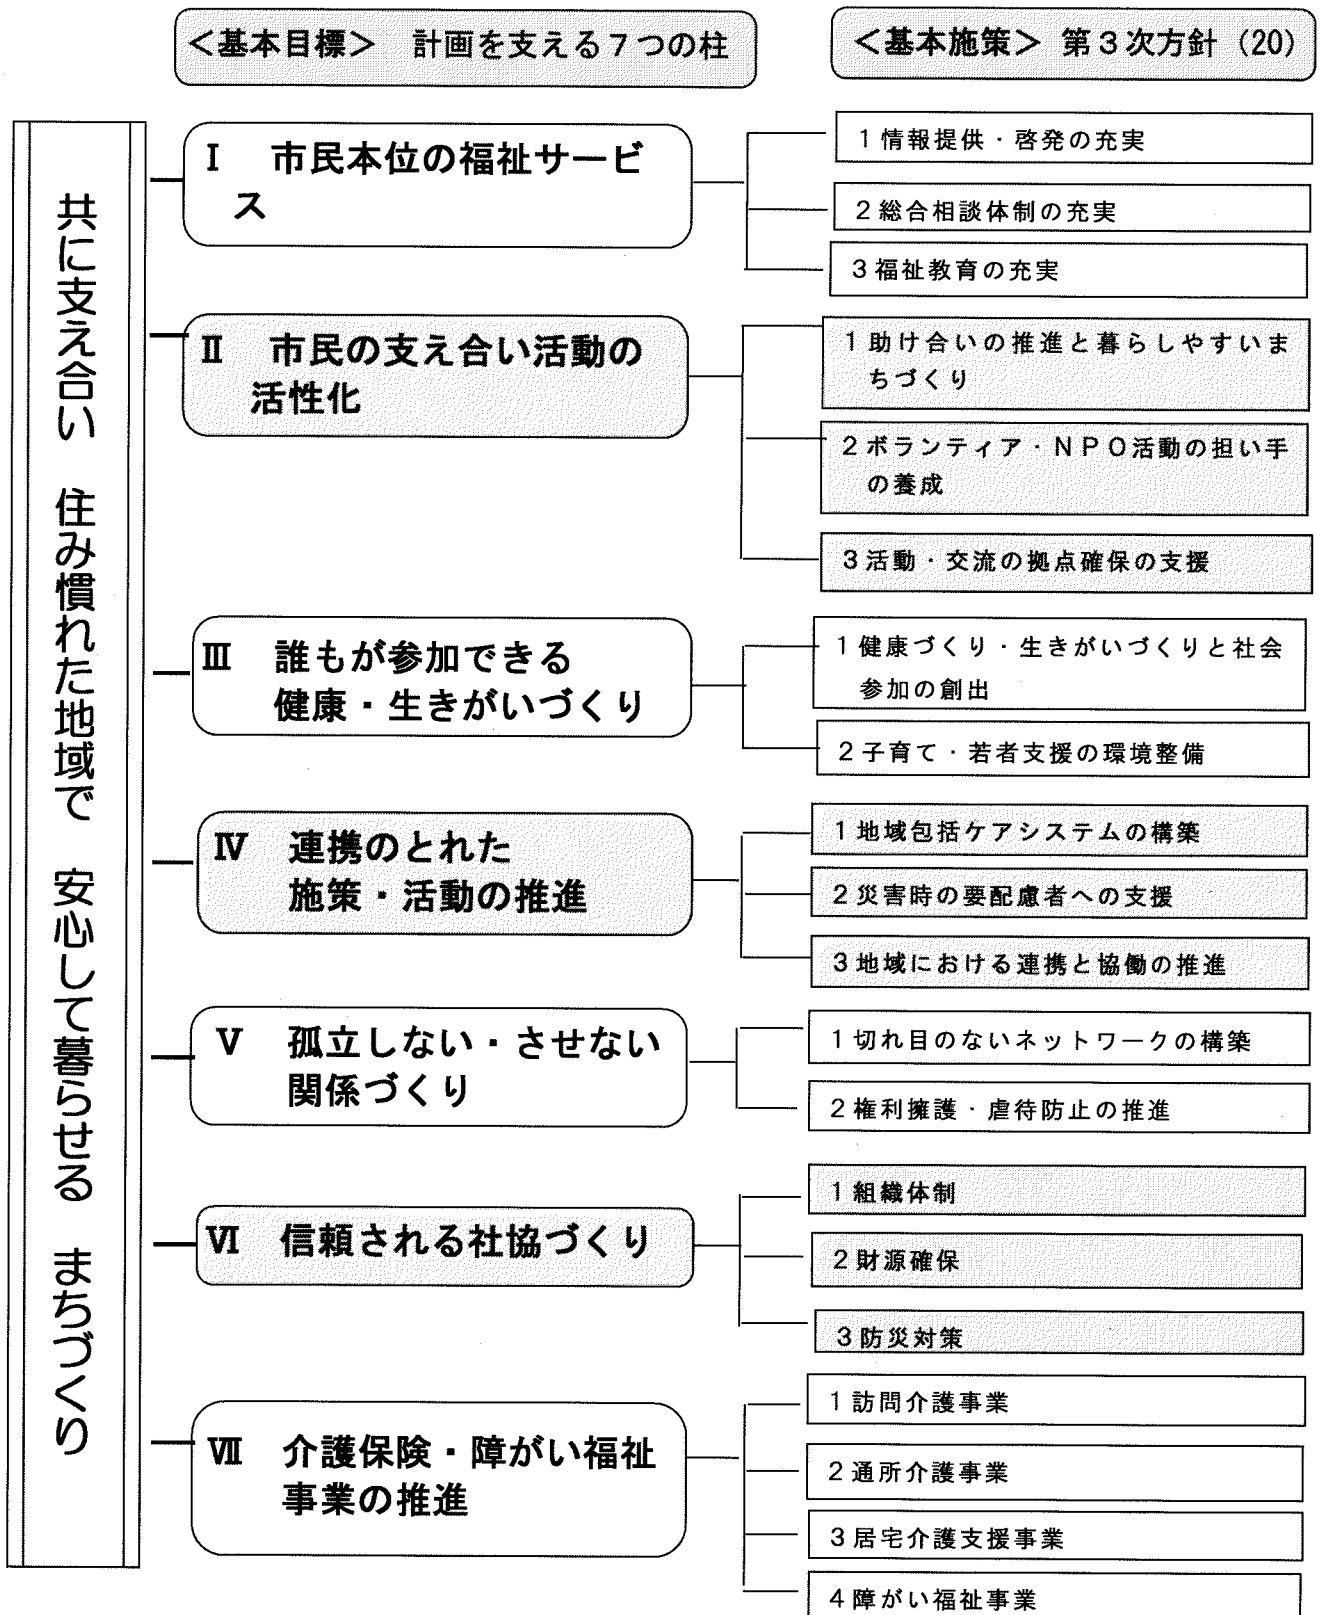 ＜基本目標＞　計画を支える７つの柱
＜基本施策＞ 第３次方針（20）
共に支え合い　住み慣れた地域で　安心して暮らせる　まちづくり
Ⅰ　市民本位の福祉サービ
ス
1 情報提供・啓発の充実
2 総合相談体制の充実
3 福祉教育の充実
Ⅱ　市民の支え合い活動の
活性化
1 助け合いの推進と暮らしやすいま
ちづくり
2 ボランティア・ＮＰＯ活動の担い手
の養成
3 活動・交流の拠点確保の支援
Ⅲ　誰もが参加できる
健康・生きがいづくり
1 健康づくり・生きがいづくりと社会
参加の創出
2 子育て・若者支援の環境整備
Ⅳ　連携のとれた
施策・活動の推進
1 地域包括ケアシステムの構築
2 災害時の要配慮者への支援
3 地域における連携と協働の推進
Ⅴ　孤立しない・させない
関係づくり
1 切れ目のないネットワークの構築
2 権利擁護・虐待防止の推進
Ⅵ　信頼される社協づくり
1 組織体制
2 財源確保
3 防災対策
Ⅶ　介護保険・障がい福祉
事業の推進
1 訪問介護事業
2 通所介護事業
3 居宅介護支援事業
4 障がい福祉事業